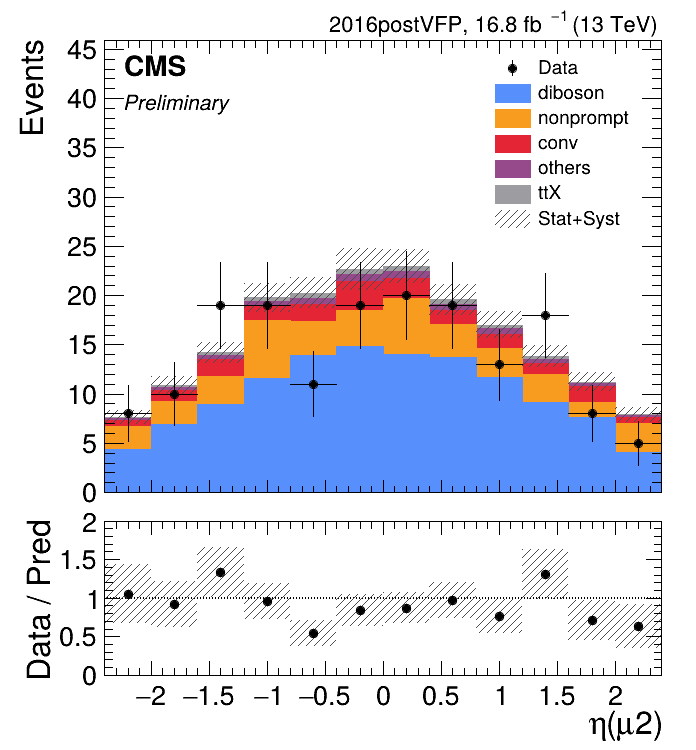 2016postVFP, 16.8 fb⁻¹ (13 TeV)
CMS
Preliminary
Data
diboson
nonprompt
conv
others
ttX
Stat+Syst
Events
45
40
35
30
25
20
15
10
5
0
Data / Pred
2
1.5
1
0.5
0
−2 −1.5 −1 −0.5 0 0.5 1 1.5 2
η(μ2)